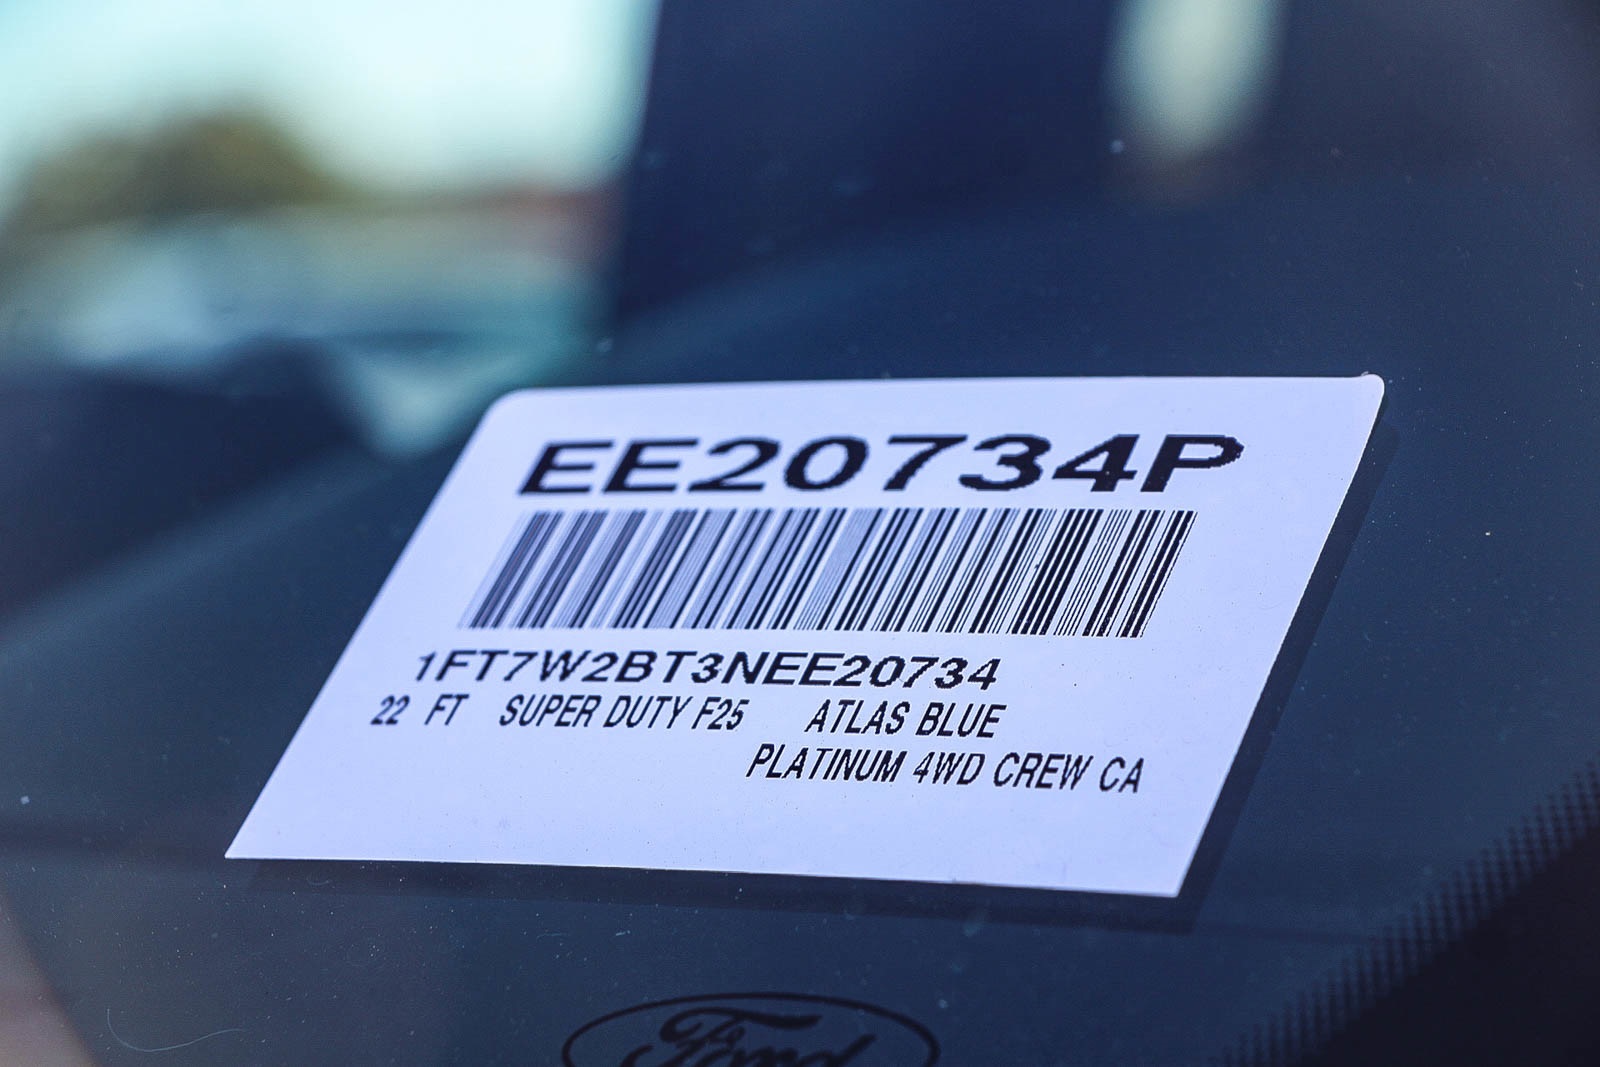 EE20734P
1FT7W2BT3NEE20734
22 FT SUPER DUTY F25 ATLAS BLUE
PLATINUM 4WD CREW CA
Ford